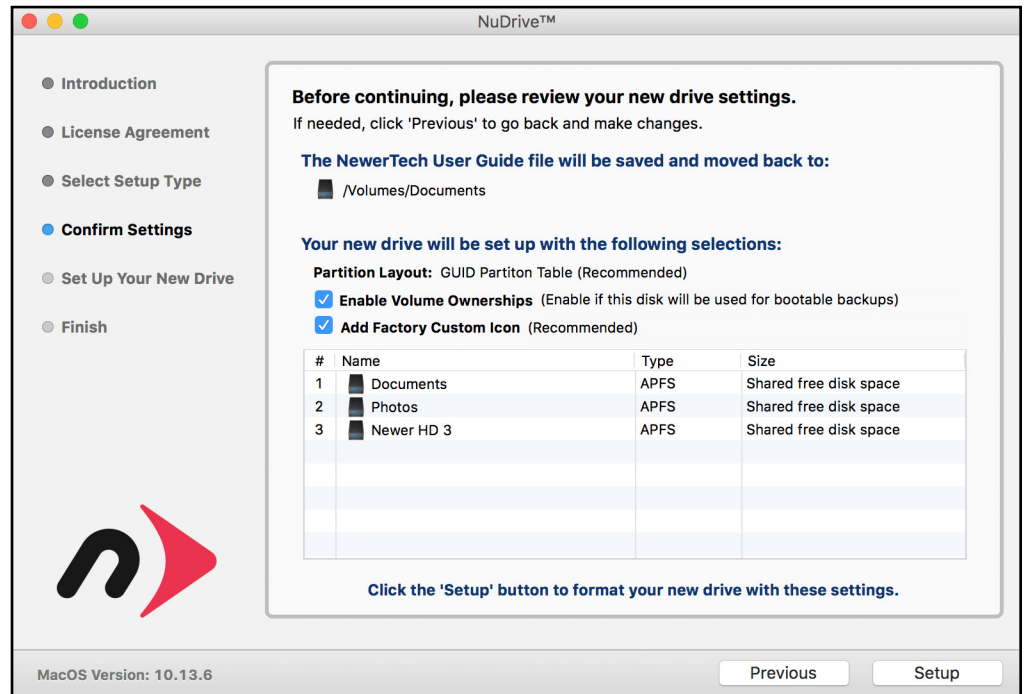 NuDrive™
Introduction
License Agreement
Select Setup Type
Confirm Settings
Set Up Your New Drive
Finish
Before continuing, please review your new drive settings.
If needed, click 'Previous' to go back and make changes.
The NewerTech User Guide file will be saved and moved back to:
/Volumes/Documents
Your new drive will be set up with the following selections:
Partition Layout: GUID Partiton Table (Recommended)
Enable Volume Ownerships (Enable if this disk will be used for bootable backups)
Add Factory Custom Icon (Recommended)
# Name Type Size
1 Documents APFS Shared free disk space
2 Photos APFS Shared free disk space
3 Newer HD 3 APFS Shared free disk space
Click the 'Setup' button to format your new drive with these settings.
MacOS Version: 10.13.6
Previous Setup